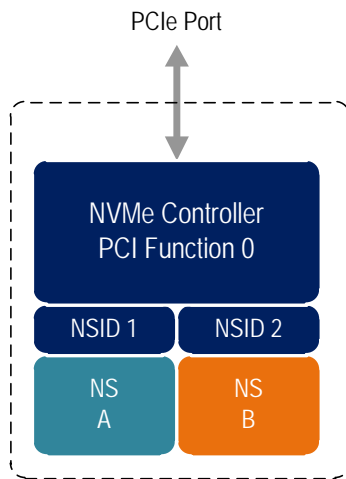 PCIe Port
NVMe Controller
PCI Function 0
NSID 1
NSID 2
NS
A
NS
B